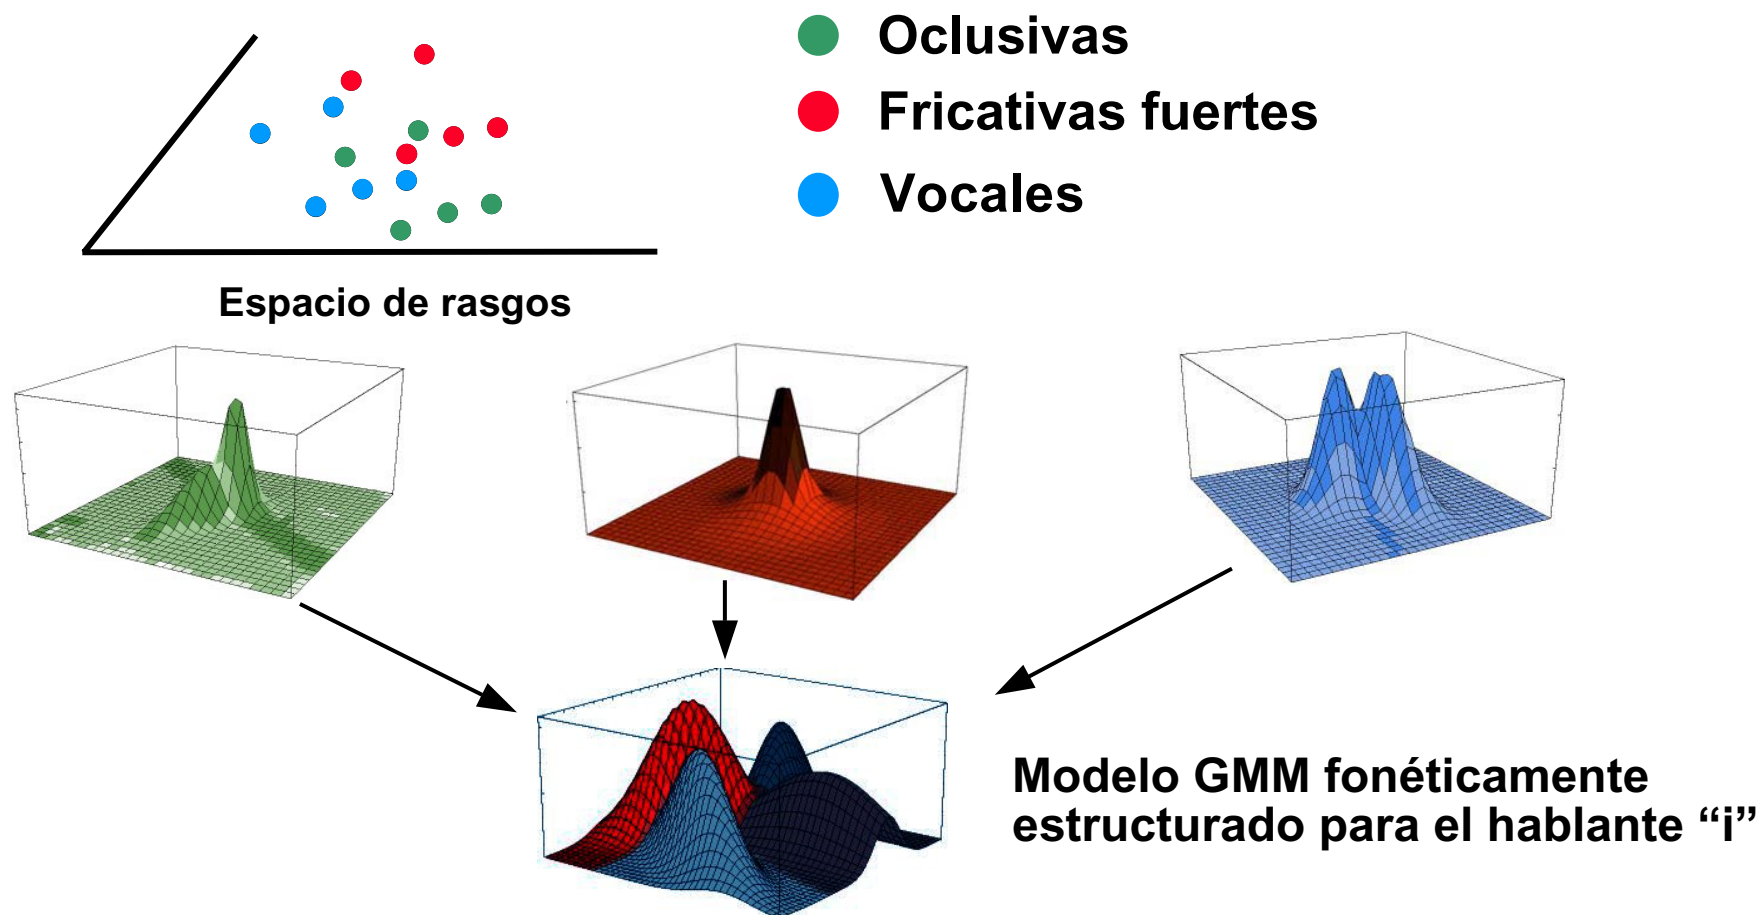 Oclusivas
Fricativas fuertes
Vocales
Espacio de rasgos
Modelo GMM fonéticamente
estructurado para el hablante “i”